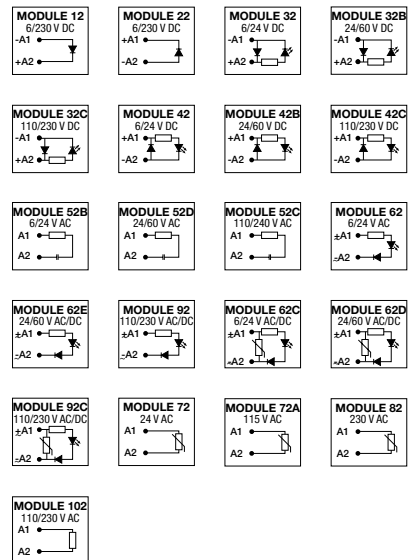 MODULE 12
6/230 V DC
-A1
+A2
MODULE 22
6/230 V DC
+A1
-A2
MODULE 32
6/24 V DC
-A1
+A2
MODULE 32B
24/60 V DC
-A1
+A2
MODULE 32C
110/230 V DC
-A1
+A2
MODULE 42
6/24 V DC
+A1
-A2
MODULE 42B
24/60 V DC
+A1
-A2
MODULE 42C
110/230 V DC
+A1
-A2
MODULE 52B
6/24 V AC
A1
A2
MODULE 52D
24/60 V AC
A1
A2
MODULE 52C
110/240 V AC
A1
A2
MODULE 62
6/24 V AC
±A1
±A2
MODULE 62E
24/60 V AC/DC
±A1
±A2
MODULE 92
110/230 V AC/DC
±A1
±A2
MODULE 62C
6/24 V AC/DC
±A1
±A2
MODULE 62D
24/60 V AC/DC
±A1
±A2
MODULE 92C
110/230 V AC/DC
±A1
±A2
MODULE 72
24 V AC
A1
A2
MODULE 72A
115 V AC
A1
A2
MODULE 82
230 V AC
A1
A2
MODULE 102
110/230 V AC
A1
A2